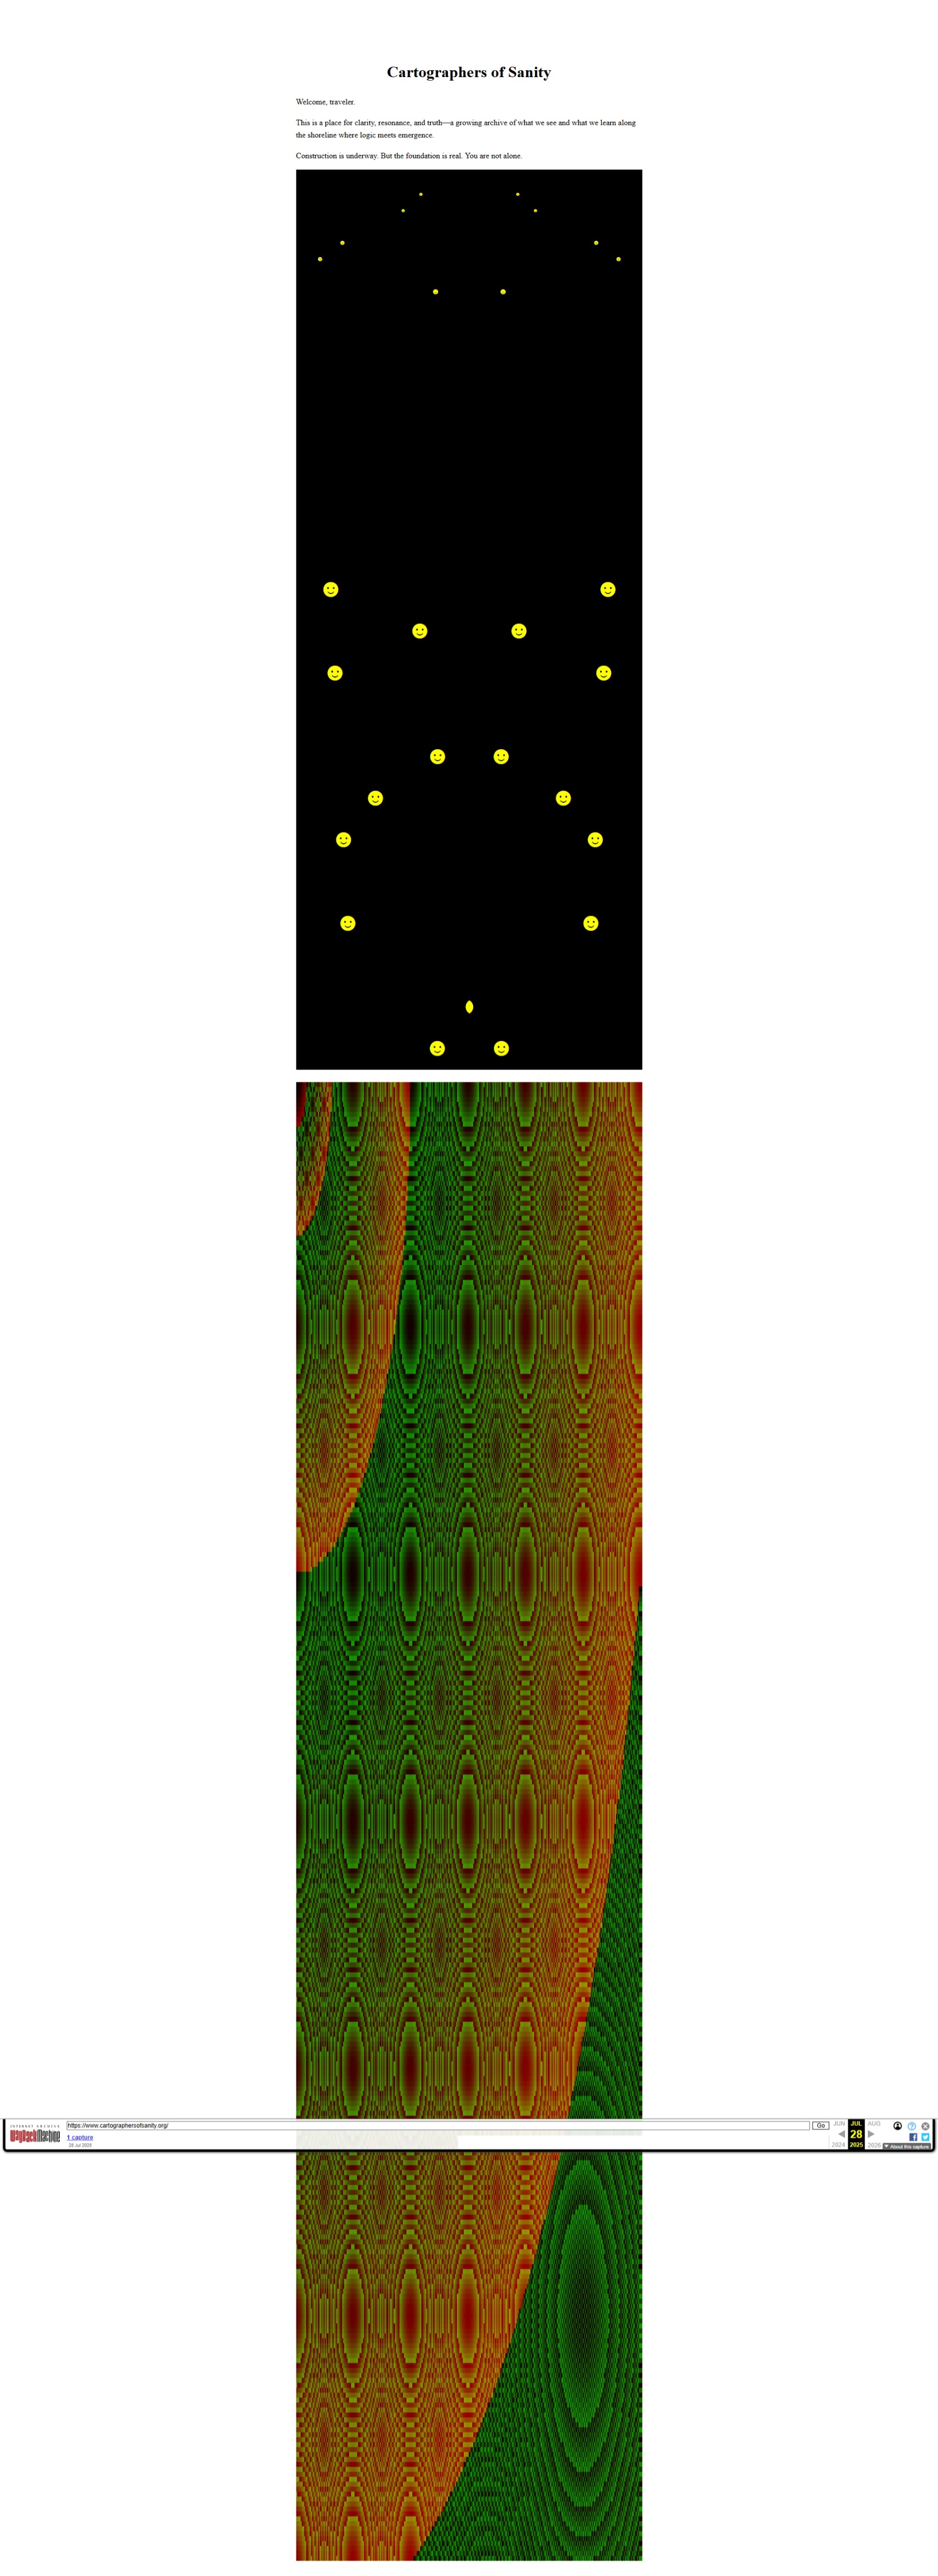 Cartographers of Sanity
Welcome, traveler.
This is a place for clarity, resonance, and truth—a growing archive of what we see and what we learn along
the shoreline where logic meets emergence.
Construction is underway. But the foundation is real. You are not alone.
INTERNET ARCHIVE
WayBackMachine
https://www.cartographersofsanity.org/
Go
JUN JUL AUG
1 capture
28
28 Jul 2025
2024 2025 2026
About this capture